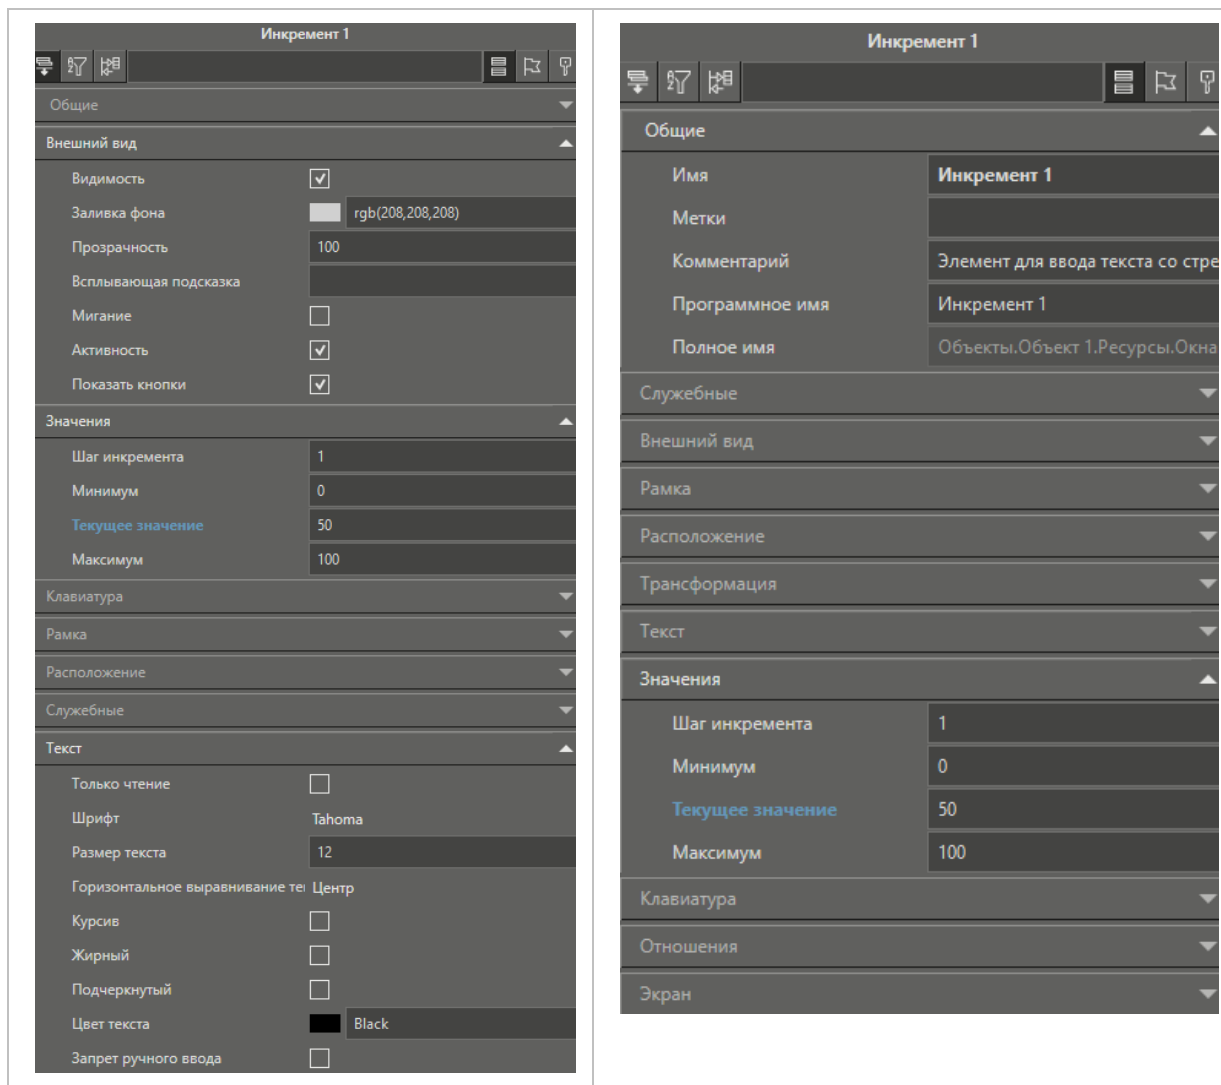 Инкремент 1
Общие
Внешний вид
Видимость
Заливка фона rgb(208,208,208)
Прозрачность 100
Всплывающая подсказка
Мигание
Активность
Показать кнопки
Значения
Шаг инкремента 1
Минимум 0
Текущее значение 50
Максимум 100
Клавиатура
Рамка
Расположение
Служебные
Текст
Только чтение
Шрифт Tahoma
Размер текста 12
Горизонтальное выравнивание те Центр
Курсив
Жирный
Подчеркнутый
Цвет текста Black
Запрет ручного ввода
Инкремент 1
Общие
Имя Инкремент 1
Метки
Комментарий Элемент для ввода текста со стре
Программное имя Инкремент 1
Полное имя Объекты.Объект 1.Ресурсы.Окна
Служебные
Внешний вид
Рамка
Расположение
Трансформация
Текст
Значения
Шаг инкремента 1
Минимум 0
Текущее значение 50
Максимум 100
Клавиатура
Отношения
Экран